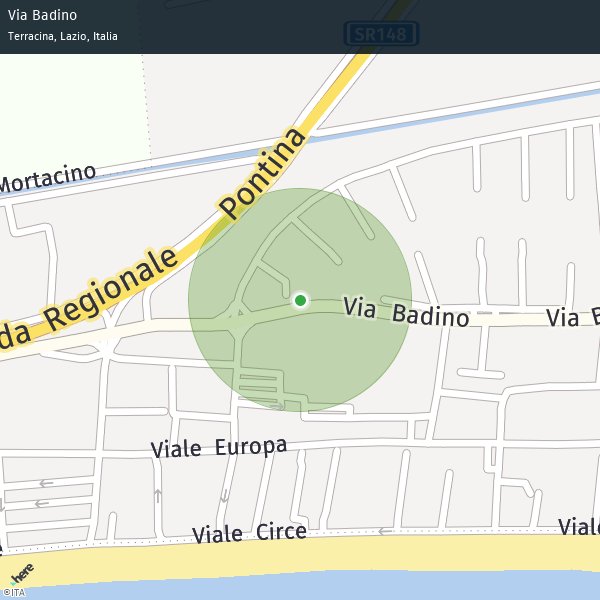 Via Badino
Terracina, Lazio, Italia
SR148
Mortacino
Pontina
da Regionale
Via Badino
Via B
Viale Europa
Viale Circe
Viale
here
©ITA